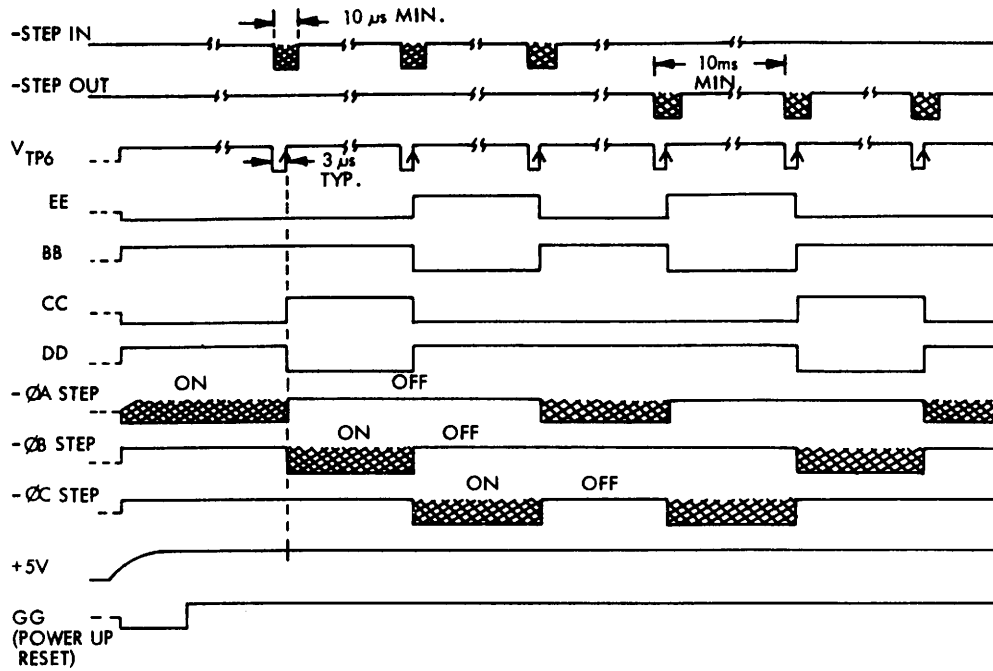 10 µs MIN.
-STEP IN
10ms
MIN
-STEP OUT
VTP6
3 µs
TYP.
EE
BB
CC
DD
ON OFF
-ØA STEP
ON OFF
-ØB STEP
ON OFF
-ØC STEP
+5V
GG
(POWER UP
RESET)